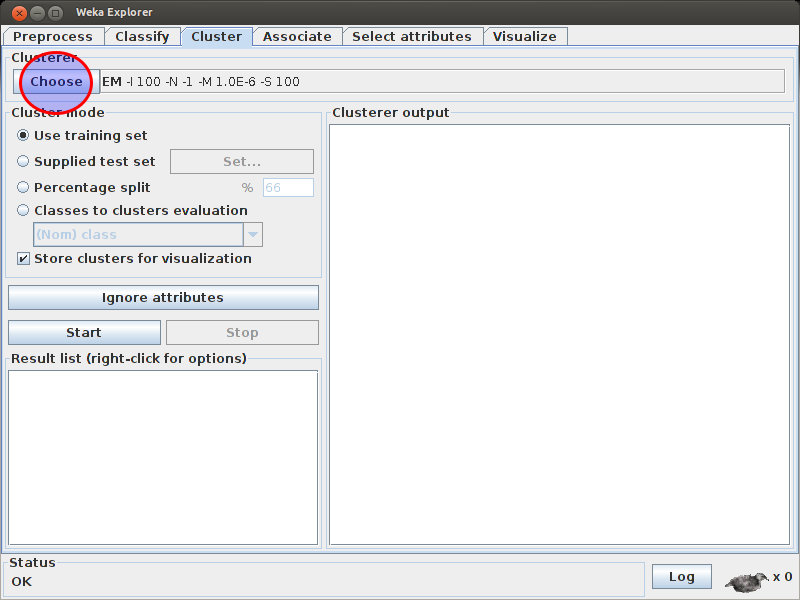 Weka Explorer
Preprocess Classify Cluster Associate Select attributes Visualize
Clusterer
Choose EM -I 100 -N -1 -M 1.0E-6 -S 100
Cluster mode
Use training set
Supplied test set Set...
Percentage split % 66
Classes to clusters evaluation
(Nom) class
Store clusters for visualization
Ignore attributes
Start Stop
Result list (right-click for options)
Clusterer output
Status
OK
Log x 0